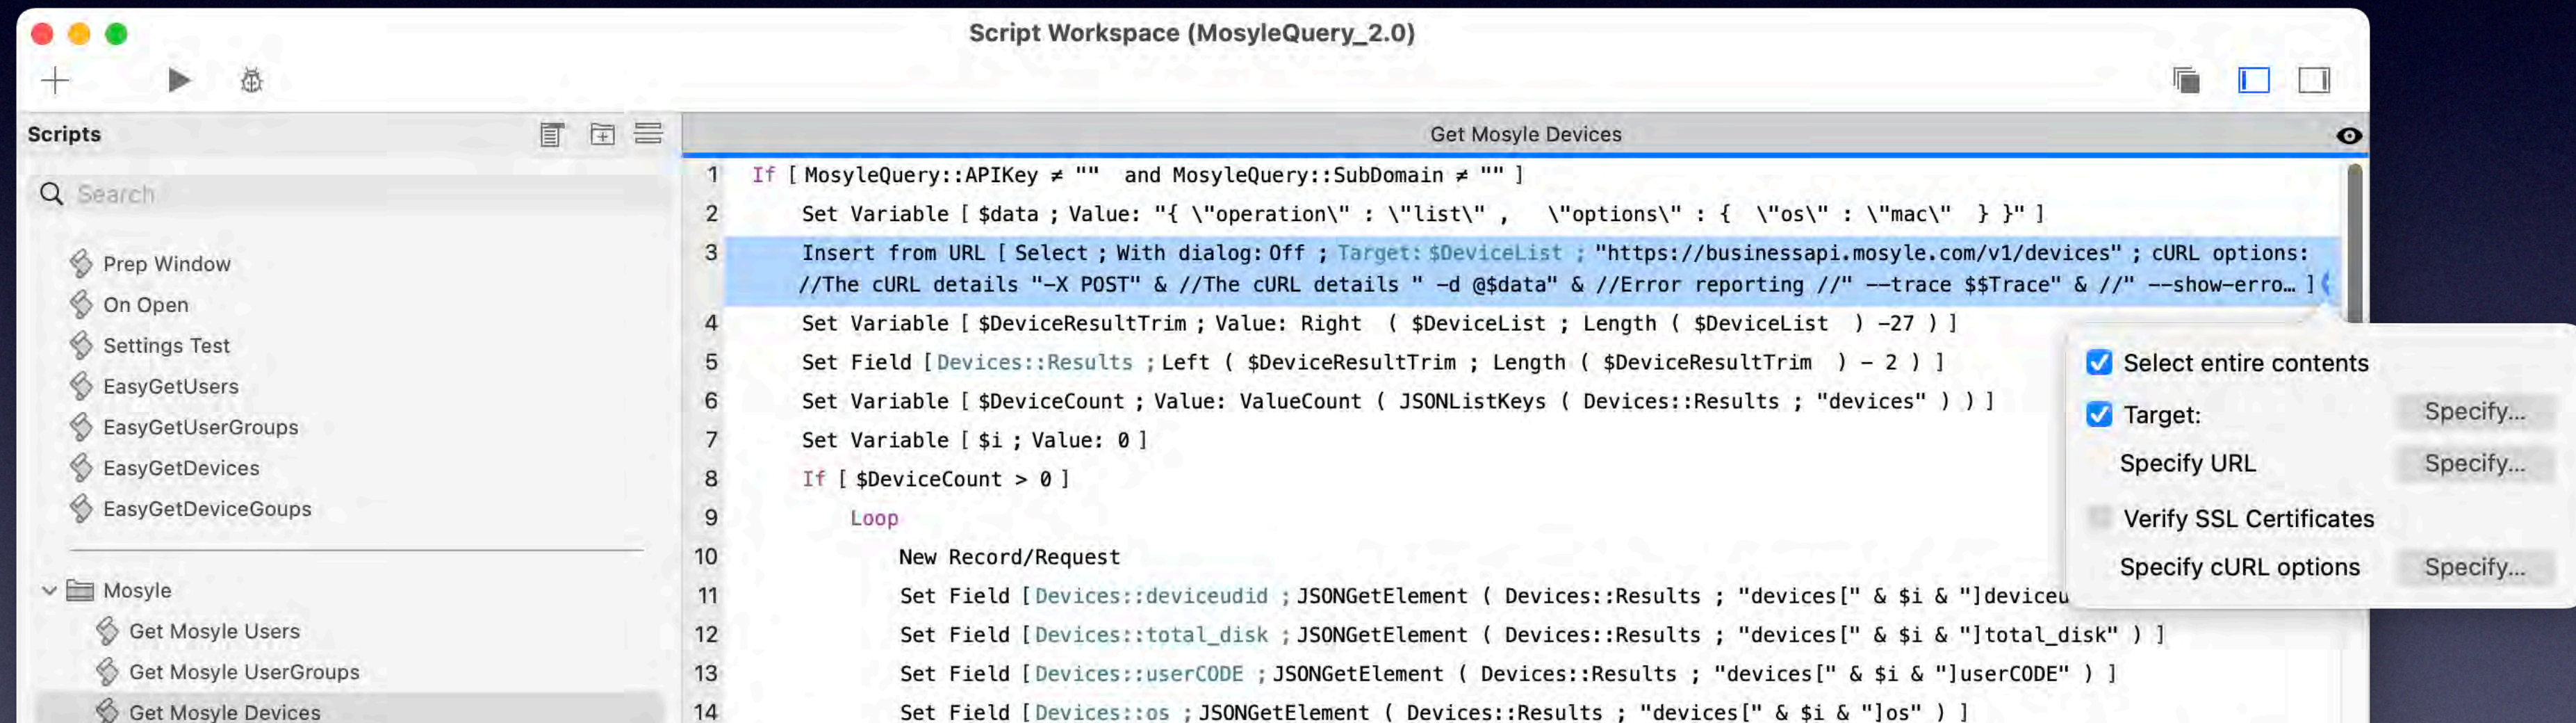 Script Workspace (MosyleQuery_2.0)
Scripts
Get Mosyle Devices
Search
Prep Window
On Open
Settings Test
EasyGetUsers
EasyGetUserGroups
EasyGetDevices
EasyGetDeviceGoups
Mosyle
Get Mosyle Users
Get Mosyle UserGroups
Get Mosyle Devices
1 If [ MosyleQuery::APIKey ≠ "" and MosyleQuery::SubDomain ≠ "" ]
2 Set Variable [ $data ; Value: "{ \"operation\" : \"list\" , \"options\" : { \"os\" : \"mac\" } }" ]
3 Insert from URL [ Select ; With dialog: Off ; Target: $DeviceList ; "https://businessapi.mosyle.com/v1/devices" ; cURL options:
//The cURL details "-X POST" & //The cURL details " -d @$data" & //Error reporting //" --trace $$Trace" & //" --show-erro… ]
4 Set Variable [ $DeviceResultTrim ; Value: Right ( $DeviceList ; Length ( $DeviceList ) -27 ) ]
5 Set Field [ Devices::Results ; Left ( $DeviceResultTrim ; Length ( $DeviceResultTrim ) - 2 ) ]
6 Set Variable [ $DeviceCount ; Value: ValueCount ( JSONListKeys ( Devices::Results ; "devices" ) ) ]
7 Set Variable [ $i ; Value: 0 ]
8 If [ $DeviceCount > 0 ]
9 Loop
10 New Record/Request
11 Set Field [ Devices::deviceudid ; JSONGetElement ( Devices::Results ; "devices[" & $i & "]deviceu
12 Set Field [ Devices::total_disk ; JSONGetElement ( Devices::Results ; "devices[" & $i & "]total_disk" ) ]
13 Set Field [ Devices::userCODE ; JSONGetElement ( Devices::Results ; "devices[" & $i & "]userCODE" ) ]
14 Set Field [ Devices::os ; JSONGetElement ( Devices::Results ; "devices[" & $i & "]os" ) ]
Select entire contents
Target: Specify...
Specify URL Specify...
Verify SSL Certificates
Specify cURL options Specify...